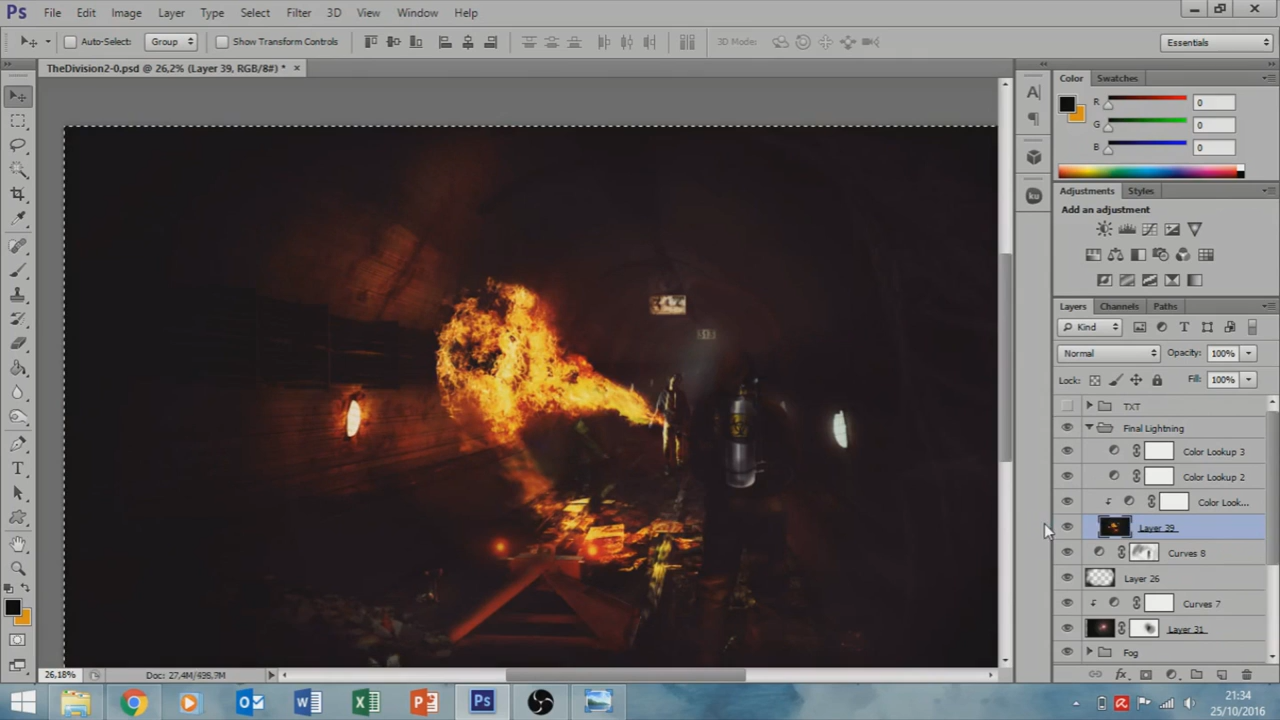 Ps File Edit Image Layer Type Select Filter 3D View Window Help
Auto-Select: Group Show Transform Controls 3D Mode: Essentials
TheDivision2-0.psd @ 26,2% (Layer 39, RGB/8#) * ×
Color Swatches
R 0
G 0
B 0
Adjustments Styles
Add an adjustment
Layers Channels Paths
Kind
Normal Opacity: 100%
Lock: Fill: 100%
TXT
Final Lightning
Color Lookup 3
Color Lookup 2
Color Look...
Layer 39
Curves 8
Layer 26
Curves 7
Layer 31
Fog
313
26,18% Doc: 27,4M/498,7M
21:34
25/10/2016